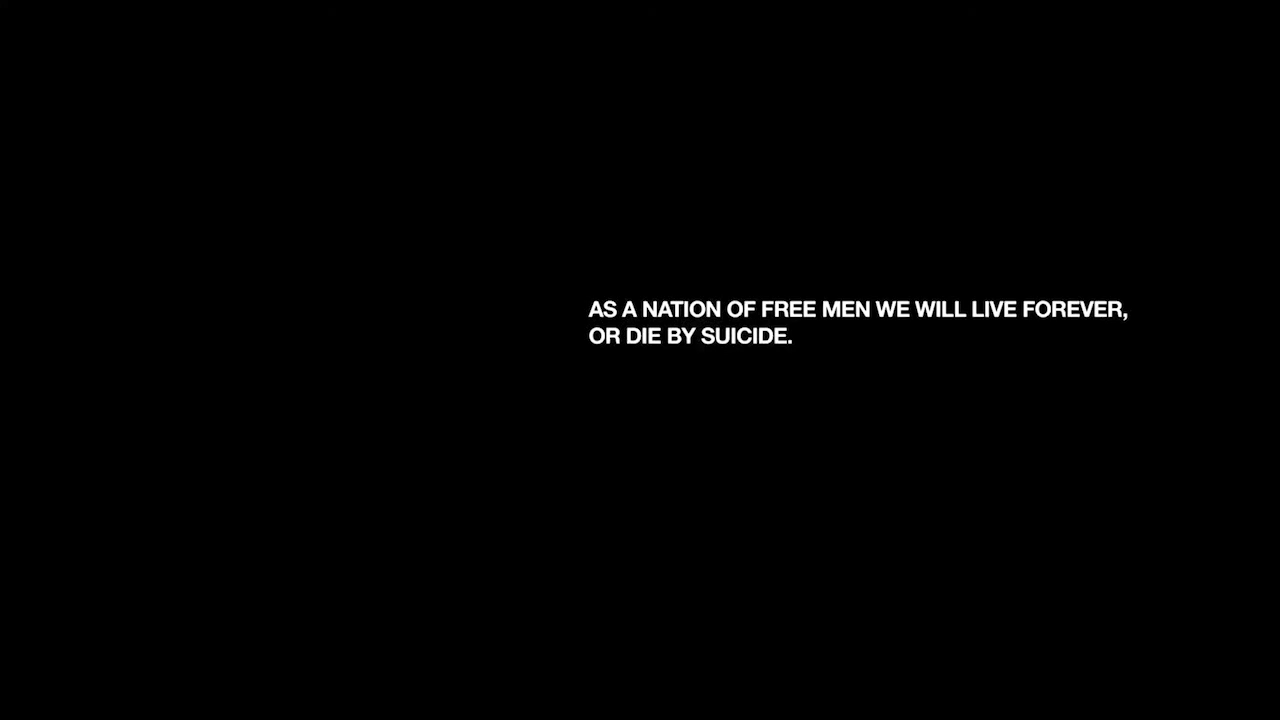 AS A NATION OF FREE MEN WE WILL LIVE FOREVER,
OR DIE BY SUICIDE.